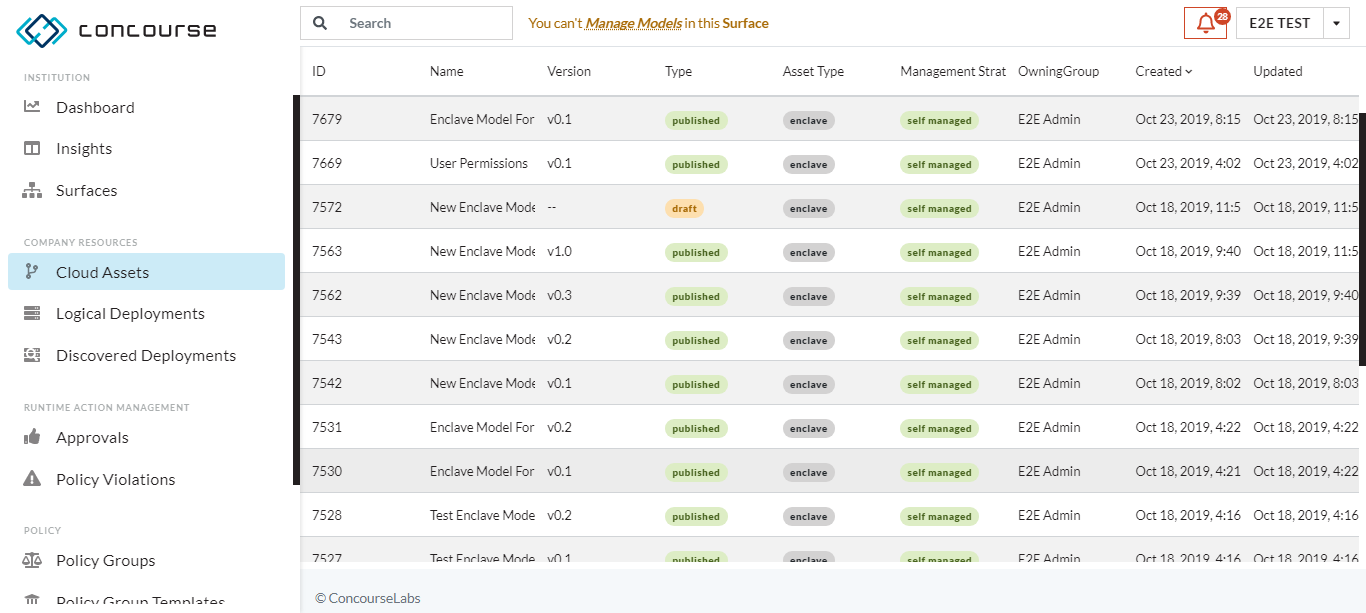 concourse
Search
You can't Manage Models in this Surface
28
E2E TEST
INSTITUTION
Dashboard
Insights
Surfaces
COMPANY RESOURCES
Cloud Assets
Logical Deployments
Discovered Deployments
RUNTIME ACTION MANAGEMENT
Approvals
Policy Violations
POLICY
Policy Groups
Policy Group Templates
ID Name Version Type Asset Type Management Strat OwningGroup Created Updated
7679 Enclave Model For v0.1 published enclave self managed E2E Admin Oct 23, 2019, 8:15 Oct 23, 2019, 8:15
7669 User Permissions v0.1 published enclave self managed E2E Admin Oct 23, 2019, 4:02 Oct 23, 2019, 4:02
7572 New Enclave Mode -- draft enclave self managed E2E Admin Oct 18, 2019, 11:5 Oct 18, 2019, 11:5
7563 New Enclave Mode v1.0 published enclave self managed E2E Admin Oct 18, 2019, 9:40 Oct 18, 2019, 11:5
7562 New Enclave Mode v0.3 published enclave self managed E2E Admin Oct 18, 2019, 9:39 Oct 18, 2019, 9:40
7543 New Enclave Mode v0.2 published enclave self managed E2E Admin Oct 18, 2019, 8:03 Oct 18, 2019, 9:39
7542 New Enclave Mode v0.1 published enclave self managed E2E Admin Oct 18, 2019, 8:02 Oct 18, 2019, 8:03
7531 Enclave Model For v0.2 published enclave self managed E2E Admin Oct 18, 2019, 4:22 Oct 18, 2019, 4:22
7530 Enclave Model For v0.1 published enclave self managed E2E Admin Oct 18, 2019, 4:21 Oct 18, 2019, 4:22
7528 Test Enclave Mode v0.2 published enclave self managed E2E Admin Oct 18, 2019, 4:16 Oct 18, 2019, 4:16
7527 Test Enclave Mode v0.1 published enclave self managed E2E Admin Oct 18, 2019, 4:16 Oct 18, 2019, 4:16
© ConcourseLabs